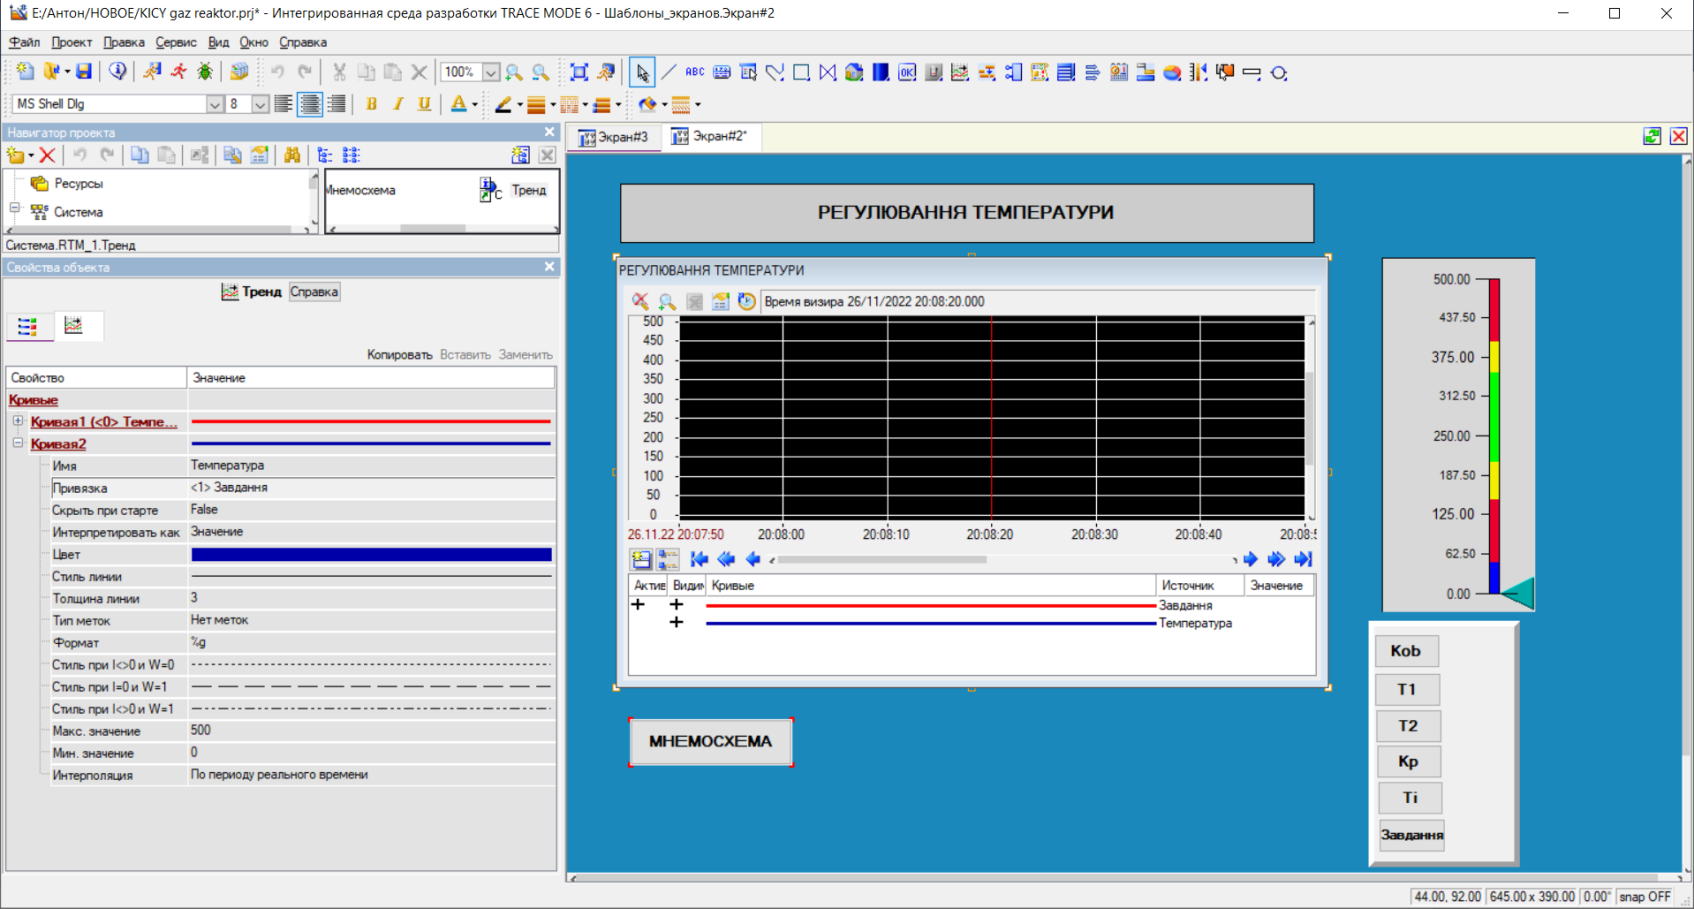 E:/Антон/НОВОЕ/KICY gaz reaktor.prj* - Интегрированная среда разработки TRACE MODE 6 - Шаблоны_экранов.Экран#2
Файл Проект Правка Сервис Вид Окно Справка
100%
ABC
OK
MS Shell Dlg 8
B I U A
Навигатор проекта
Ресурсы
Система
Мнемосхема
C Тренд
Система.RTM_1.Тренд
Свойства объекта
Тренд Справка
Копировать Вставить Заменить
Свойство Значение
Кривые
Кривая1 (<0> Темпе...
Кривая2
Имя Температура
Привязка <1> Завдання
Скрыть при старте False
Интерпретировать как Значение
Цвет
Стиль линии
Толщина линии 3
Тип меток Нет меток
Формат %g
Стиль при I<>0 и W=0
Стиль при I=0 и W=1
Стиль при I<>0 и W=1
Макс. значение 500
Мин. значение 0
Интерполяция По периоду реального времени
Экран#3 Экран#2*
РЕГУЛЮВАННЯ ТЕМПЕРАТУРИ
РЕГУЛЮВАННЯ ТЕМПЕРАТУРИ
Время визира 26/11/2022 20:08:20.000
500
450
400
350
300
250
200
150
100
50
0
26.11.22 20:07:50 20:08:00 20:08:10 20:08:20 20:08:30 20:08:40 20:08:5
Актив Видим Кривые Источник Значение
Завдання
Температура
МНЕМОСХЕМА
500.00
437.50
375.00
312.50
250.00
187.50
125.00
62.50
0.00
Kob
T1
T2
Kp
Ti
Завдання
44.00, 92.00 645.00 x 390.00 0.00° snap OFF